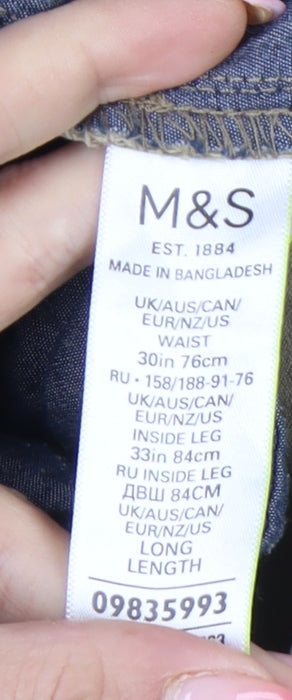 M&S
EST. 1884
MADE IN BANGLADESH
UK/AUS/CAN/
EUR/NZ/US
WAIST
30in 76cm
RU • 158/188-91-76
UK/AUS/CAN/
EUR/NZ/US
INSIDE LEG
33in 84cm
RU INSIDE LEG
ДВШ 84СМ
UK/AUS/CAN/
EUR/NZ/US
LONG
LENGTH
09835993